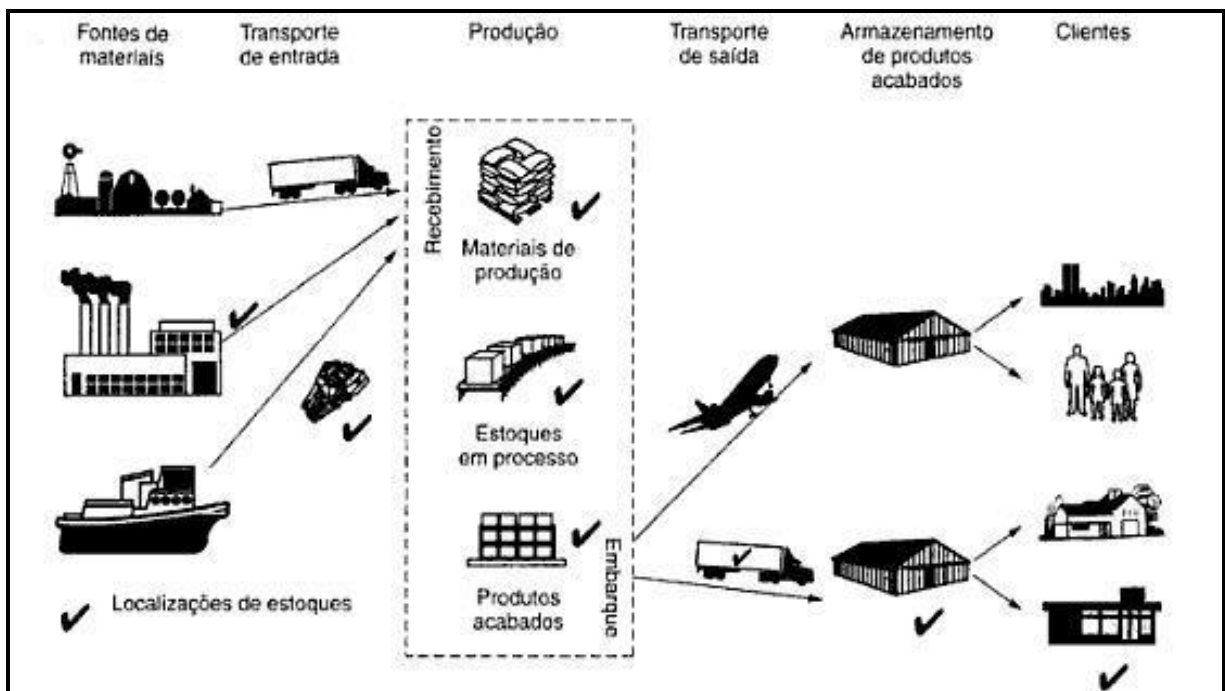 Fontes de
materiais
Transporte
de entrada
Produção
Transporte
de saída
Armazenamento
de produtos
acabados
Clientes
Recebimento
Materiais de
produção
Estoques
em processo
Produtos
acabados
Embarque
Localizações de estoques